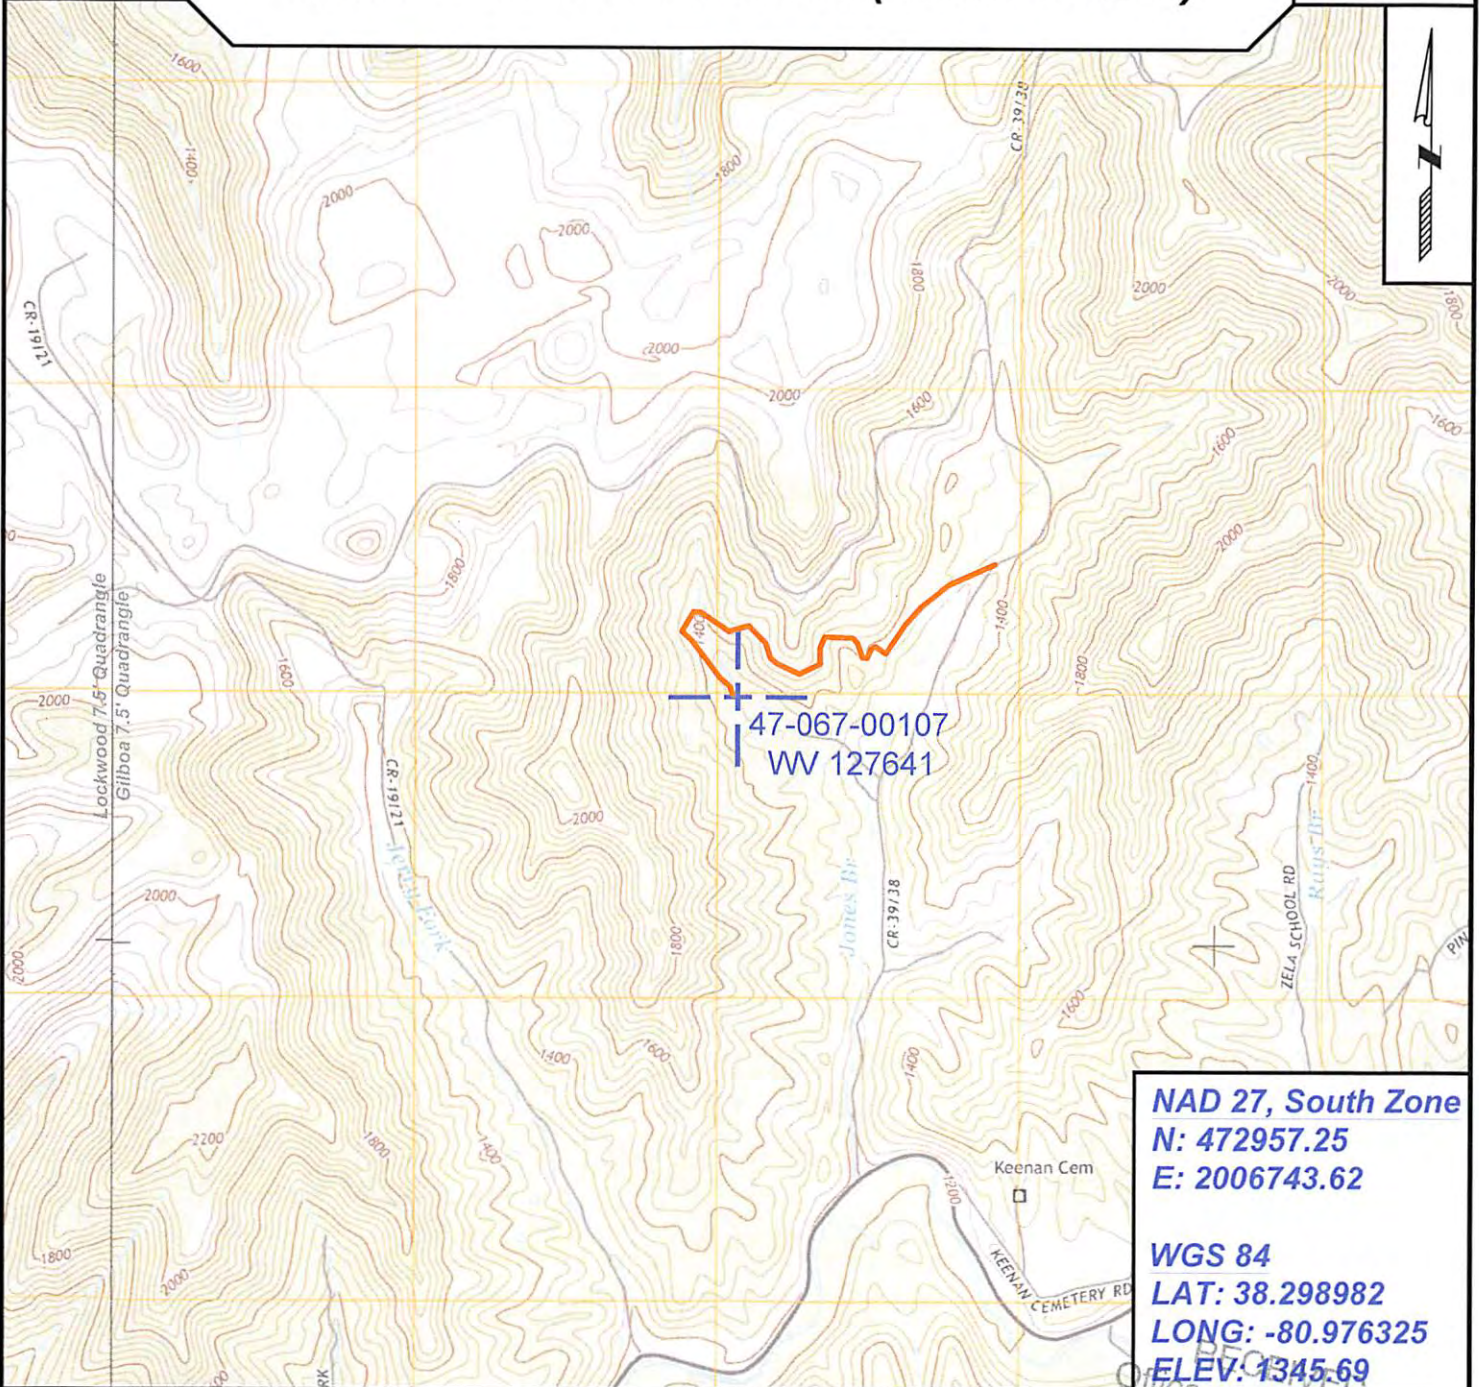 1600
1400
1800
CR-39/38
2000
2000
1800
2000
2000
1800
CR-19/21
2000
2000
1600
1600
1600
1800
2000
Lockwood 7.5' Quadrangle
Gilboa 7.5' Quadrangle
1400
1400
1600
1800
2000
47-067-00107
WV 127641
1400
CR-19/21
2000
Jerry Fork
Jones Br
CR-39/38
ZELA SCHOOL RD
2000
1800
2000
PIN
1600
1400
1600
1400
2200
1800
1400
Keenan Cem
1200
1800
2000
KEENAN CEMETERY RD
NAD 27, South Zone
N: 472957.25
E: 2006743.62
WGS 84
LAT: 38.298982
LONG: -80.976325
ELEV: 1345.69